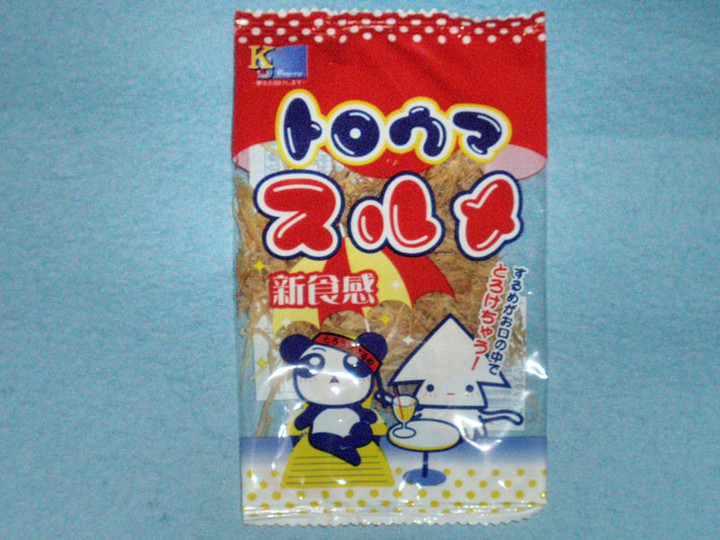 K
Company
トロウマ
スルメ
新食感
するめがお口の中で
とろけちゃう!